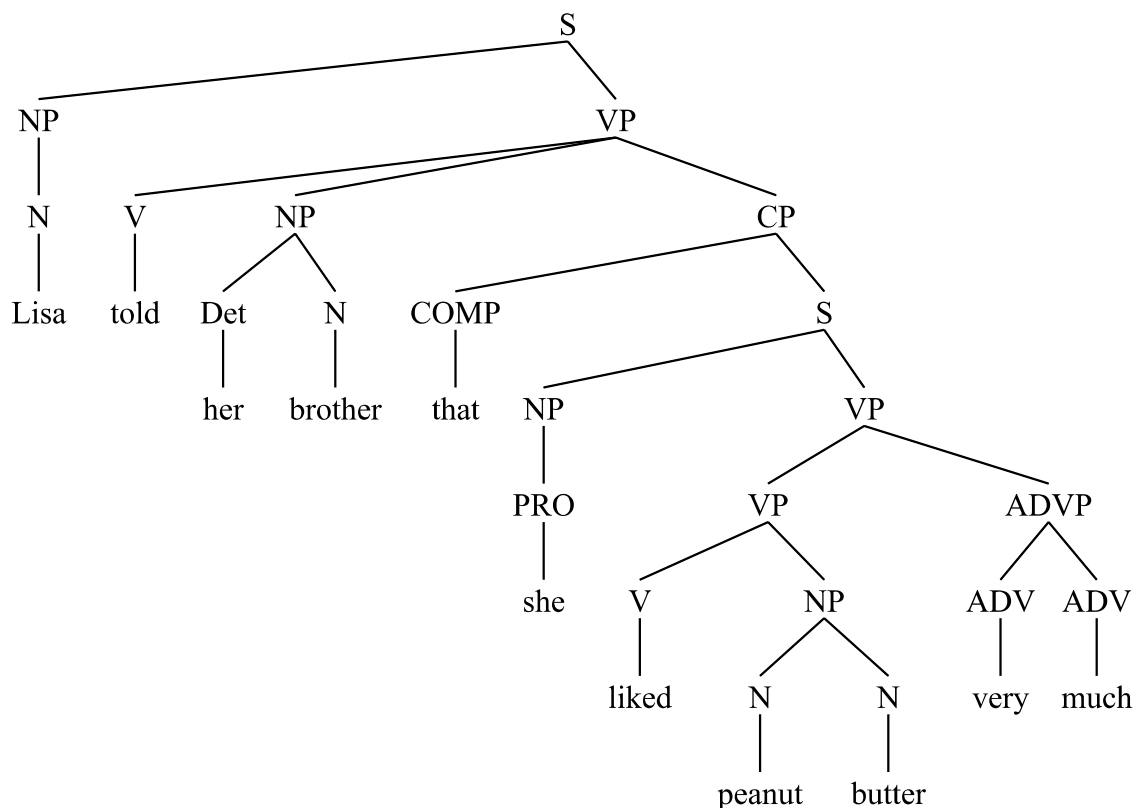 S
NP VP
N V NP CP
Lisa told Det N COMP S
her brother that NP VP
PRO VP ADVP
she V NP ADV ADV
liked N N very much
peanut butter